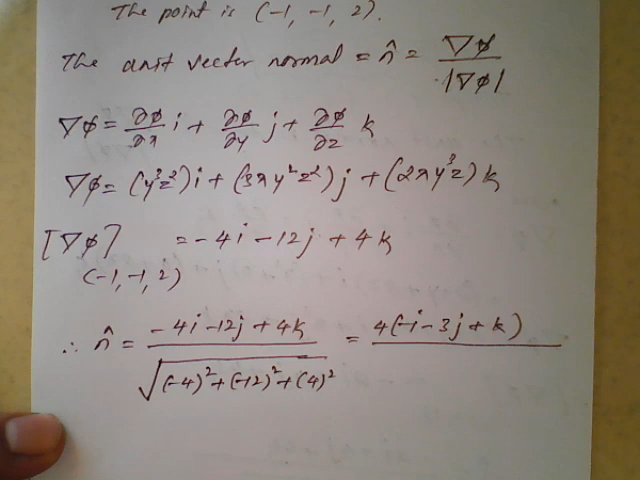 The point is (-1, -1, 2).
The unit vector normal = n̂ = ∇φ / |∇φ|
∇φ = ∂φ/∂x i + ∂φ/∂y j + ∂φ/∂z k
∇φ = (y³z²)i + (3xy²z²)j + (2xy³z)k
[∇φ] = -4i - 12j + 4k
(-1, -1, 2)
∴ n̂ = (-4i - 12j + 4k) / √((-4)² + (-12)² + (4)²) = 4(-i - 3j + k)